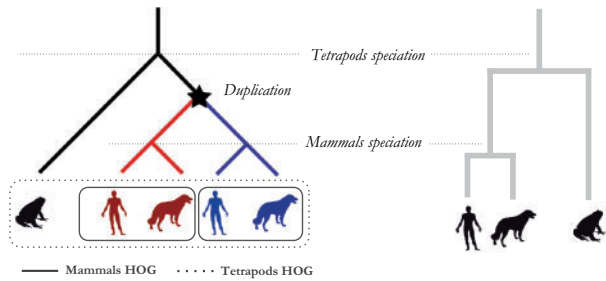 Tetrapods speciation
Duplication
Mammals speciation
Mammals HOG
Tetrapods HOG